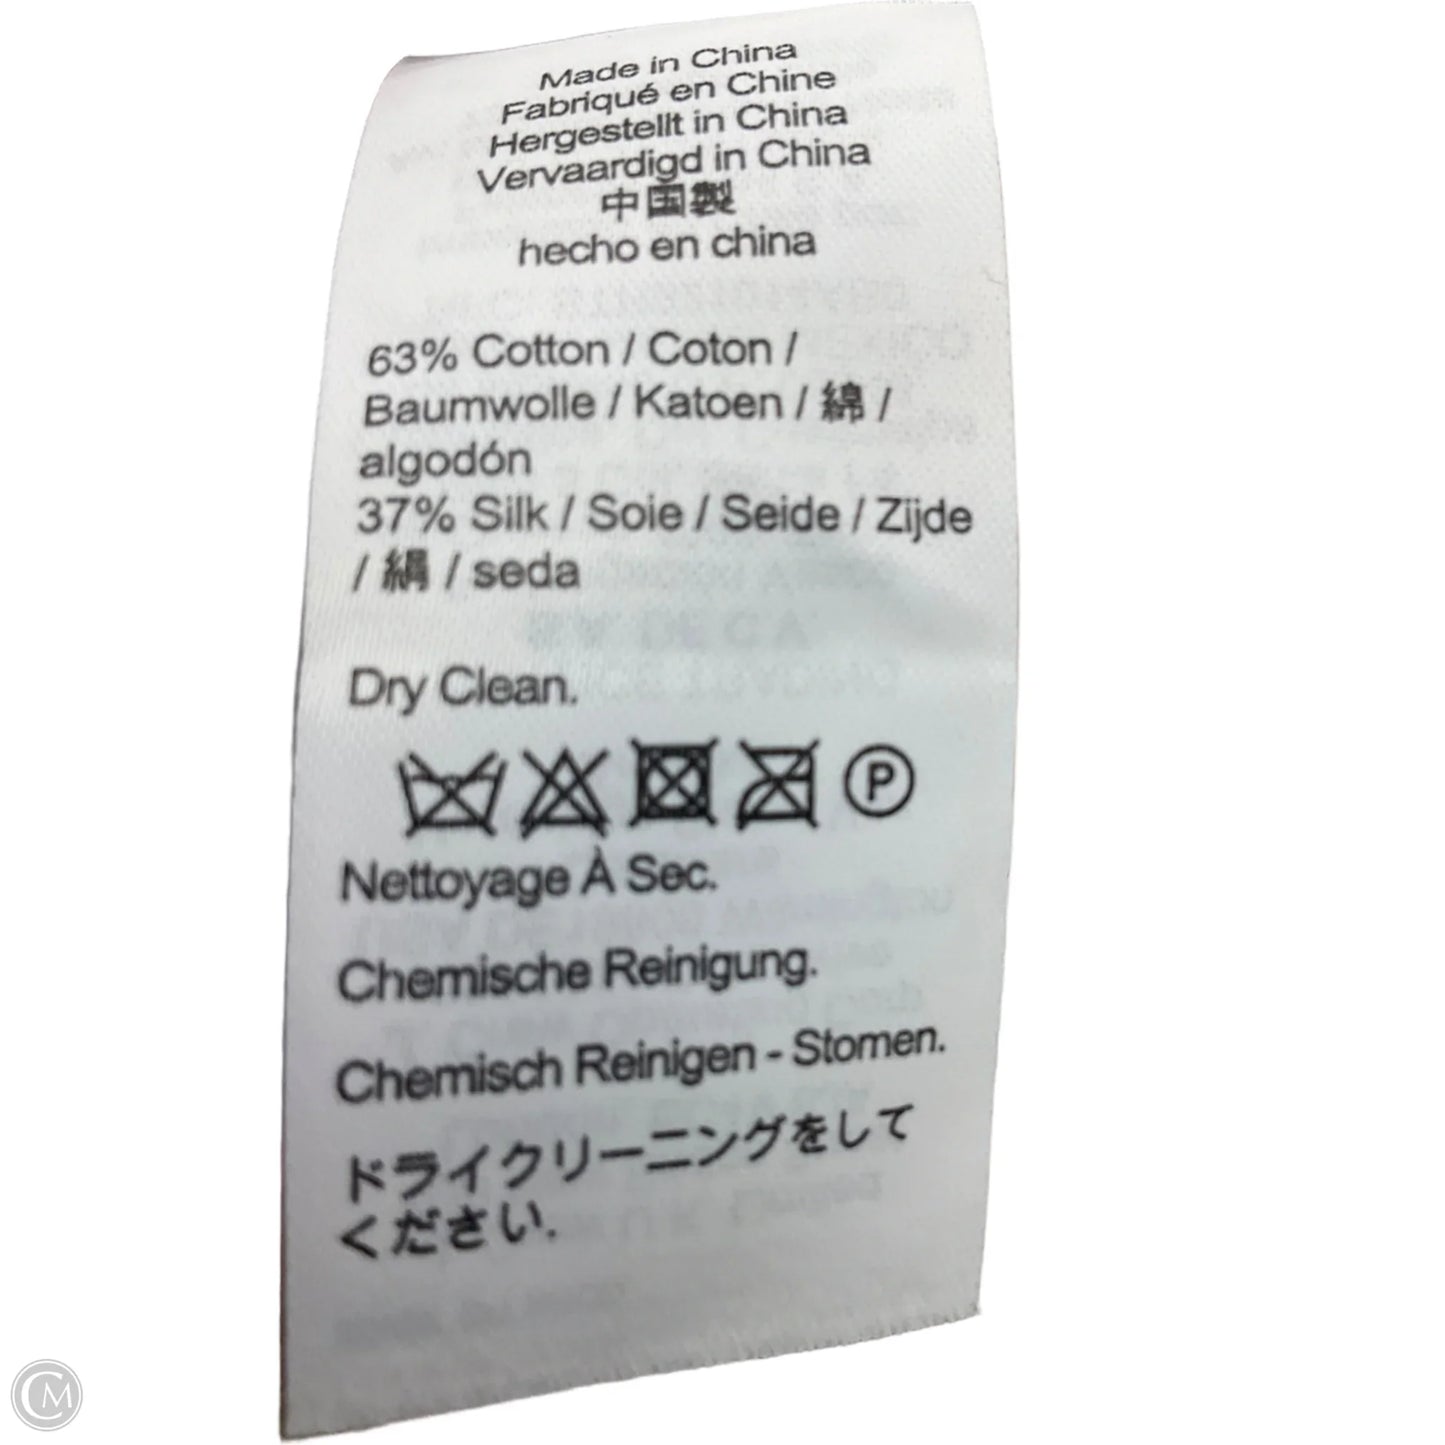 Made in China
Fabriqué en Chine
Hergestellt in China
Vervaardigd in China
中国製
hecho en china
63% Cotton / Coton /
Baumwolle / Katoen / 綿 /
algodón
37% Silk / Soie / Seide / Zijde
/ 絹 / seda
Dry Clean.
P
Nettoyage À Sec.
Chemische Reinigung.
Chemisch Reinigen - Stomen.
ドライクリーニングをして
ください.
CM